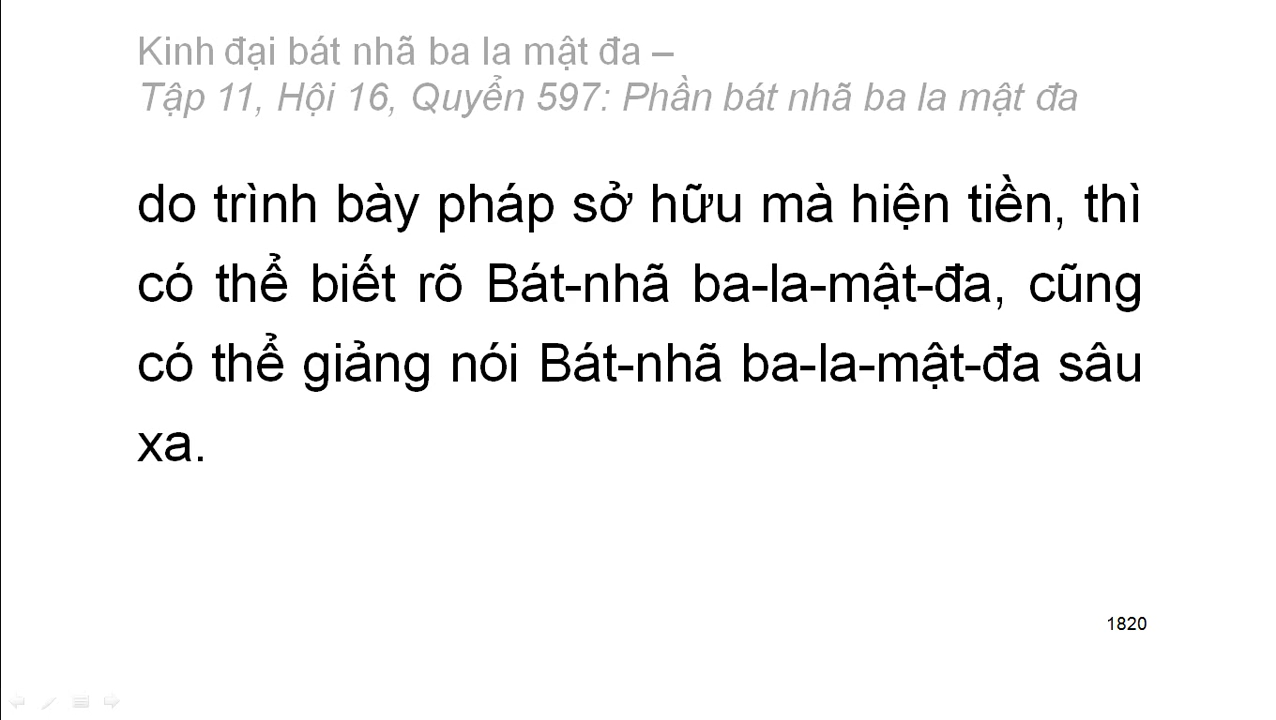 Kinh đại bát nhã ba la mật đa –
Tập 11, Hội 16, Quyển 597: Phần bát nhã ba la mật đa
do trình bày pháp sở hữu mà hiện tiền, thì
có thể biết rõ Bát-nhã ba-la-mật-đa, cũng
có thể giảng nói Bát-nhã ba-la-mật-đa sâu
xa.
1820